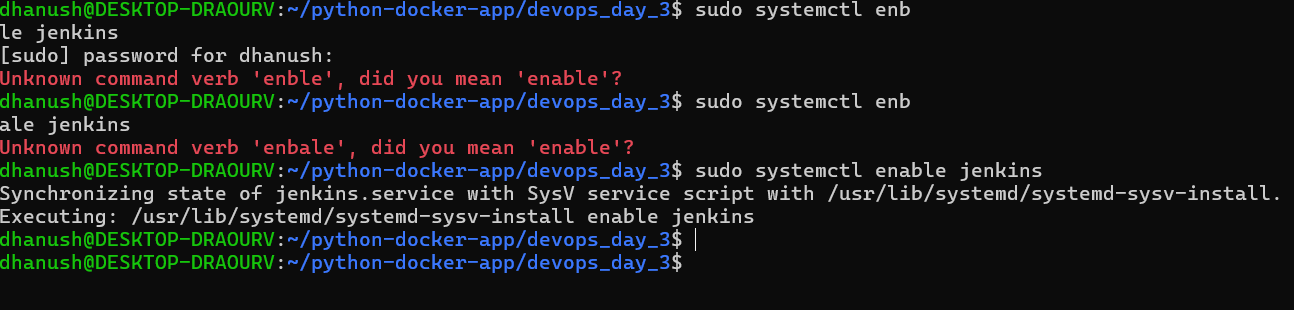 dhanush@DESKTOP-DRAOURV:~/python-docker-app/devops_day_3$ sudo systemctl enb
le jenkins
[sudo] password for dhanush:
Unknown command verb 'enble', did you mean 'enable'?
dhanush@DESKTOP-DRAOURV:~/python-docker-app/devops_day_3$ sudo systemctl enb
ale jenkins
Unknown command verb 'enbale', did you mean 'enable'?
dhanush@DESKTOP-DRAOURV:~/python-docker-app/devops_day_3$ sudo systemctl enable jenkins
Synchronizing state of jenkins.service with SysV service script with /usr/lib/systemd/systemd-sysv-install.
Executing: /usr/lib/systemd/systemd-sysv-install enable jenkins
dhanush@DESKTOP-DRAOURV:~/python-docker-app/devops_day_3$
dhanush@DESKTOP-DRAOURV:~/python-docker-app/devops_day_3$